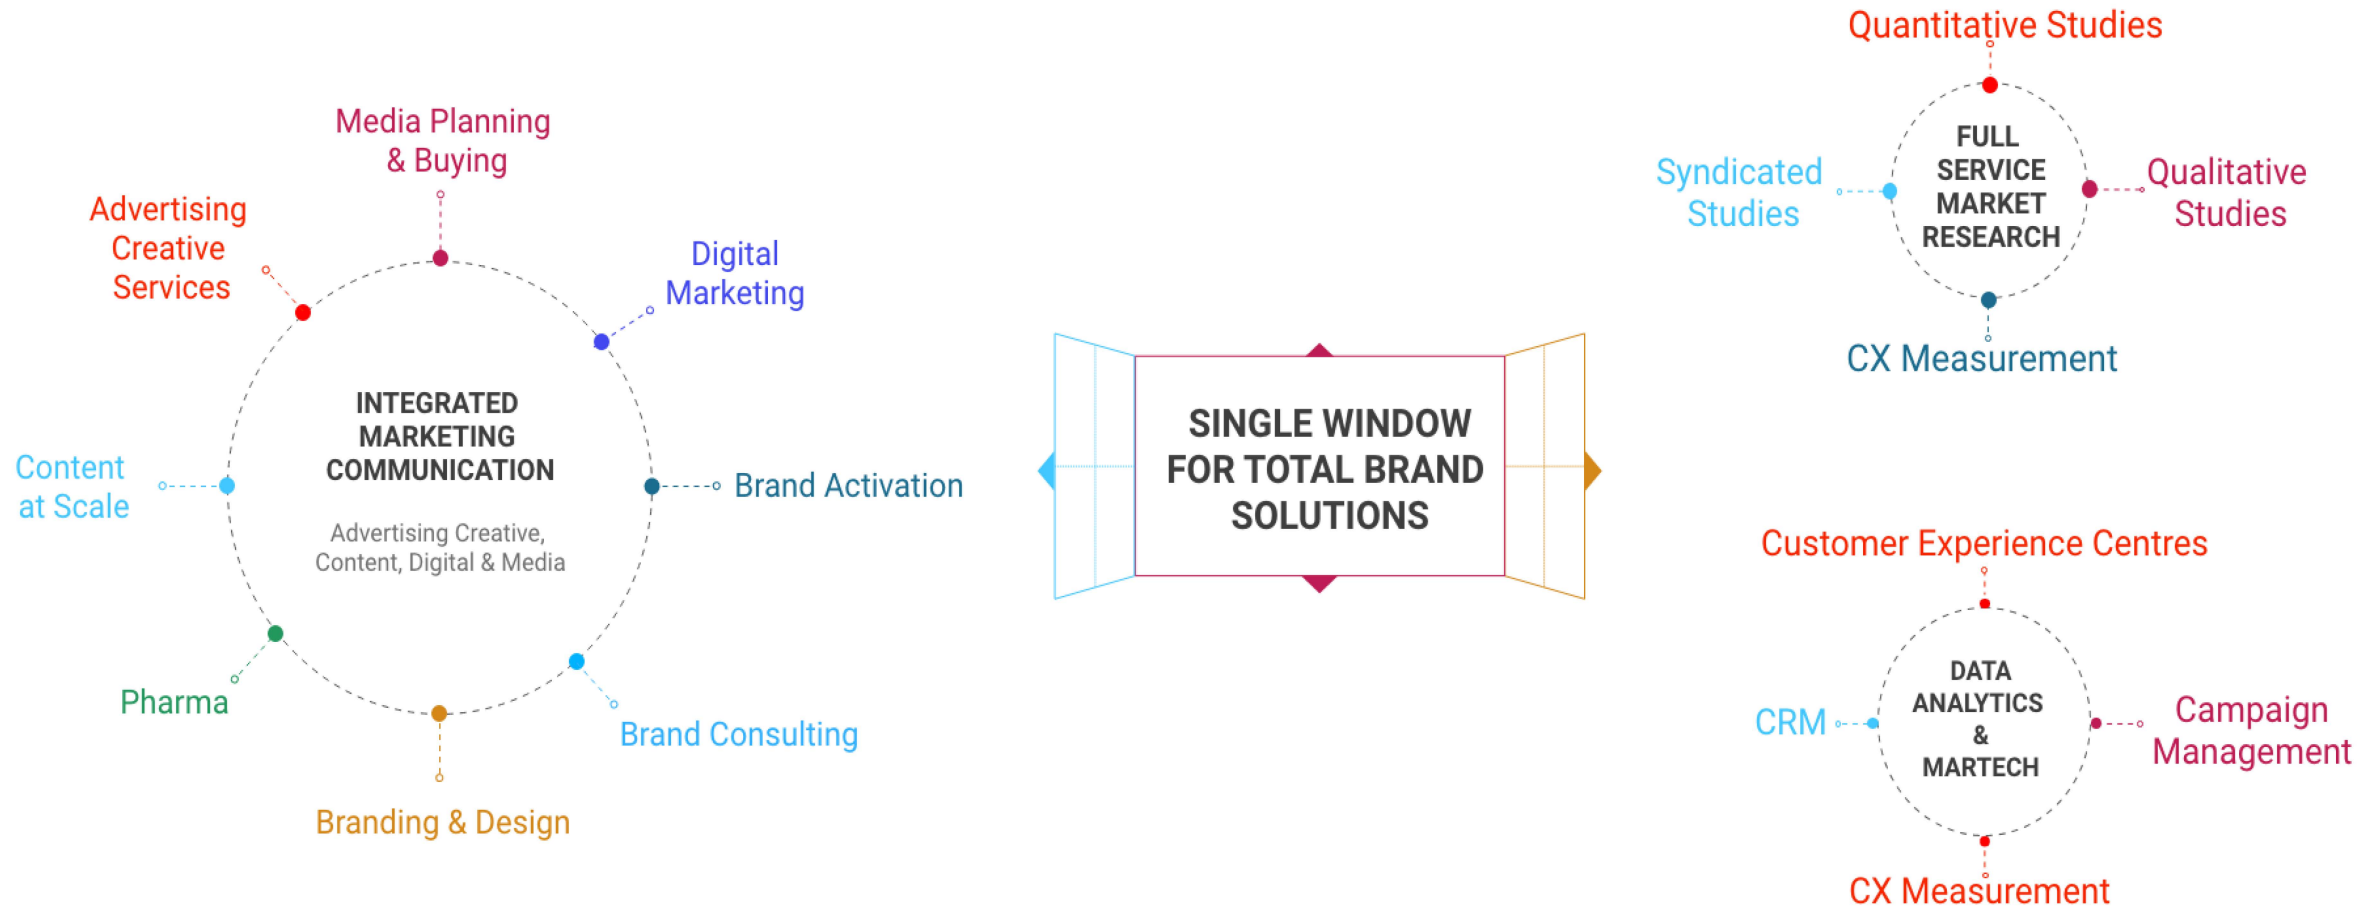 Media Planning
& Buying
Advertising
Creative
Services
Digital
Marketing
INTEGRATED
MARKETING
COMMUNICATION
Advertising Creative,
Content, Digital & Media
Content
at Scale
Brand Activation
Pharma
Brand Consulting
Branding & Design
SINGLE WINDOW
FOR TOTAL BRAND
SOLUTIONS
Quantitative Studies
FULL
SERVICE
MARKET
RESEARCH
Syndicated
Studies
Qualitative
Studies
CX Measurement
Customer Experience Centres
DATA
ANALYTICS
&
MARTECH
CRM
Campaign
Management
CX Measurement